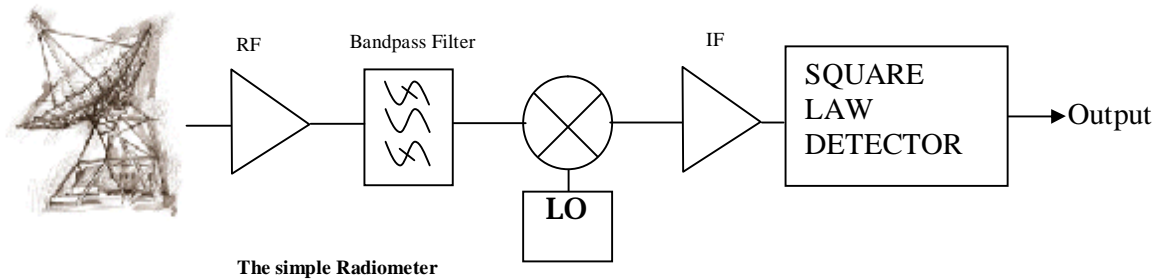 RF
Bandpass Filter
IF
SQUARE
LAW
DETECTOR
Output
LO
The simple Radiometer